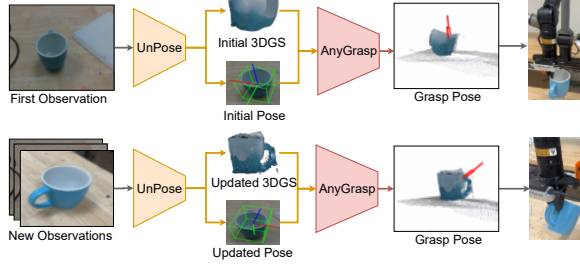 First Observation
UnPose
Initial 3DGS
Initial Pose
AnyGrasp
Grasp Pose
New Observations
UnPose
Updated 3DGS
Updated Pose
AnyGrasp
Grasp Pose